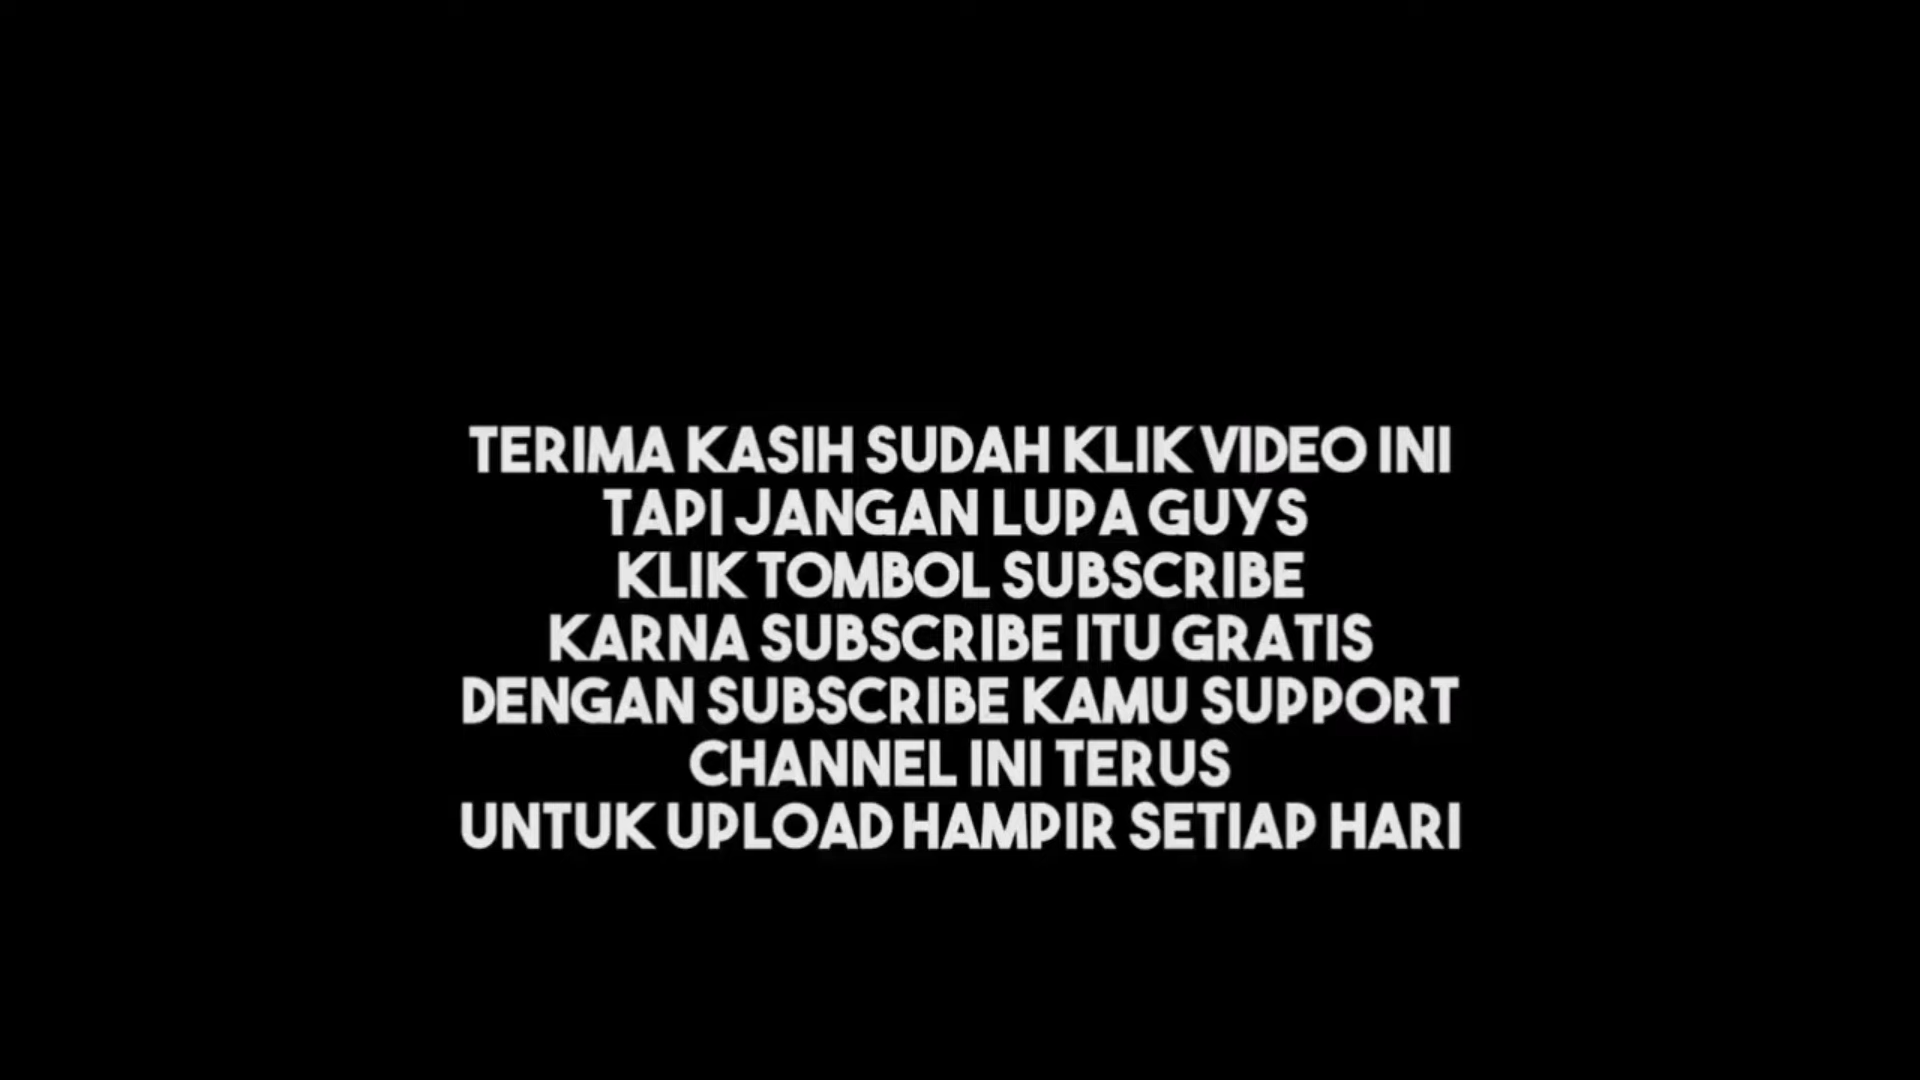 TERIMA KASIH SUDAH KLIK VIDEO INI
TAPI JANGAN LUPA GUYS
KLIK TOMBOL SUBSCRIBE
KARNA SUBSCRIBE ITU GRATIS
DENGAN SUBSCRIBE KAMU SUPPORT
CHANNEL INI TERUS
UNTUK UPLOAD HAMPIR SETIAP HARI